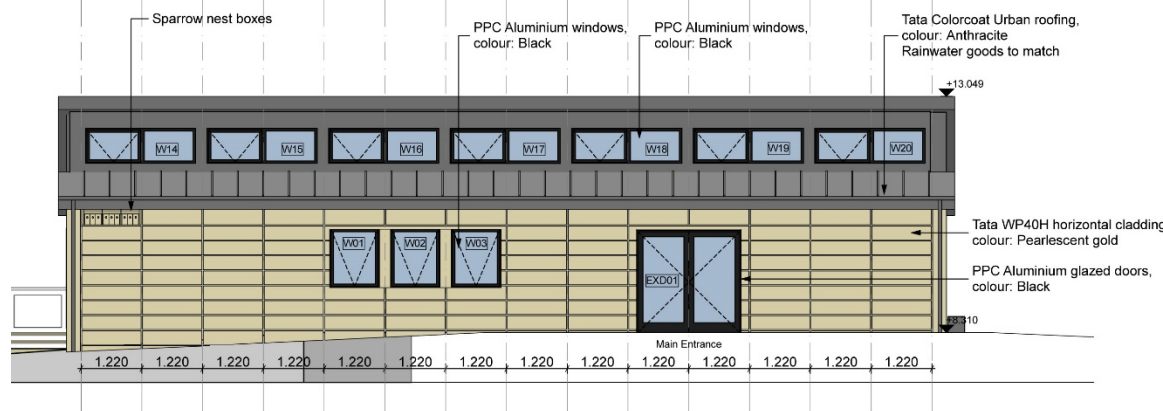 Sparrow nest boxes
PPC Aluminium windows,
colour: Black
PPC Aluminium windows,
colour: Black
Tata Colorcoat Urban roofing,
colour: Anthracite
Rainwater goods to match
+13.049
W14
W15
W16
W17
W18
W19
W20
Tata WP40H horizontal cladding
colour: Pearlescent gold
W01
W02
W03
EXD01
PPC Aluminium glazed doors,
colour: Black
+8.310
Main Entrance
1.220 1.220 1.220 1.220 1.220 1.220 1.220 1.220 1.220 1.220 1.220 1.220 1.220 1.220